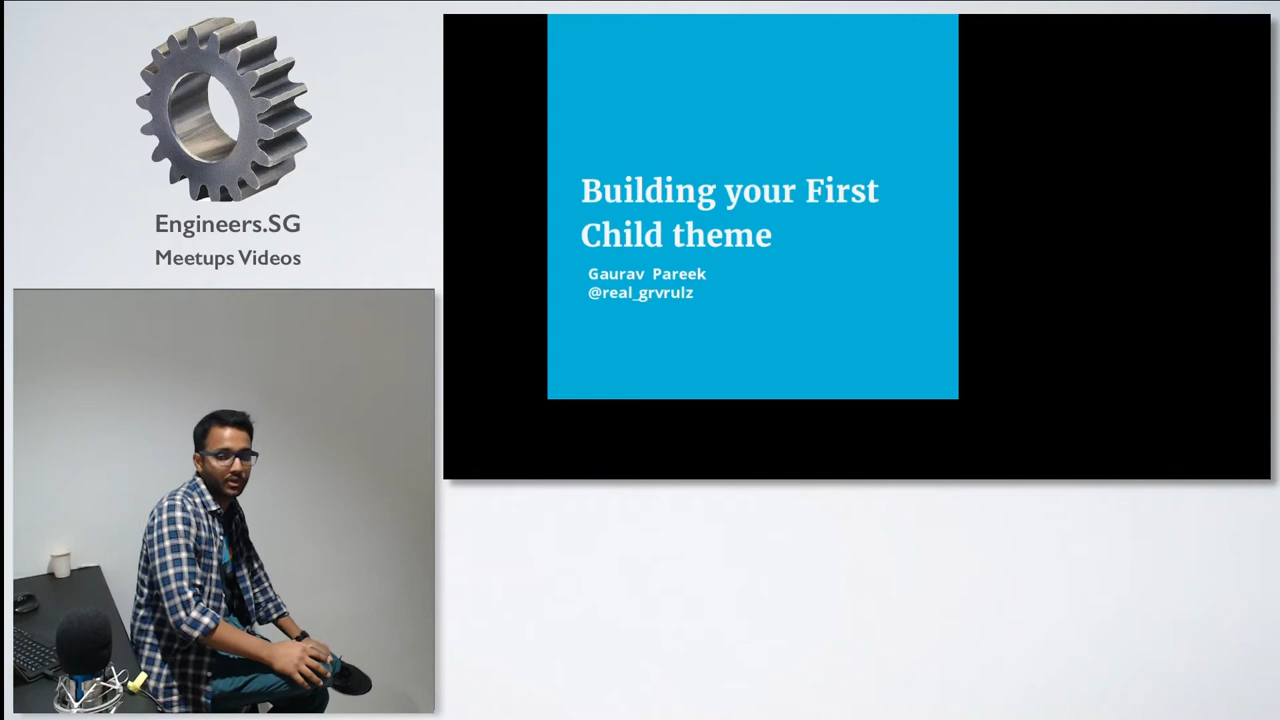 Engineers.SG
Meetups Videos
Building your First
Child theme
Gaurav Pareek
@real_grvrulz